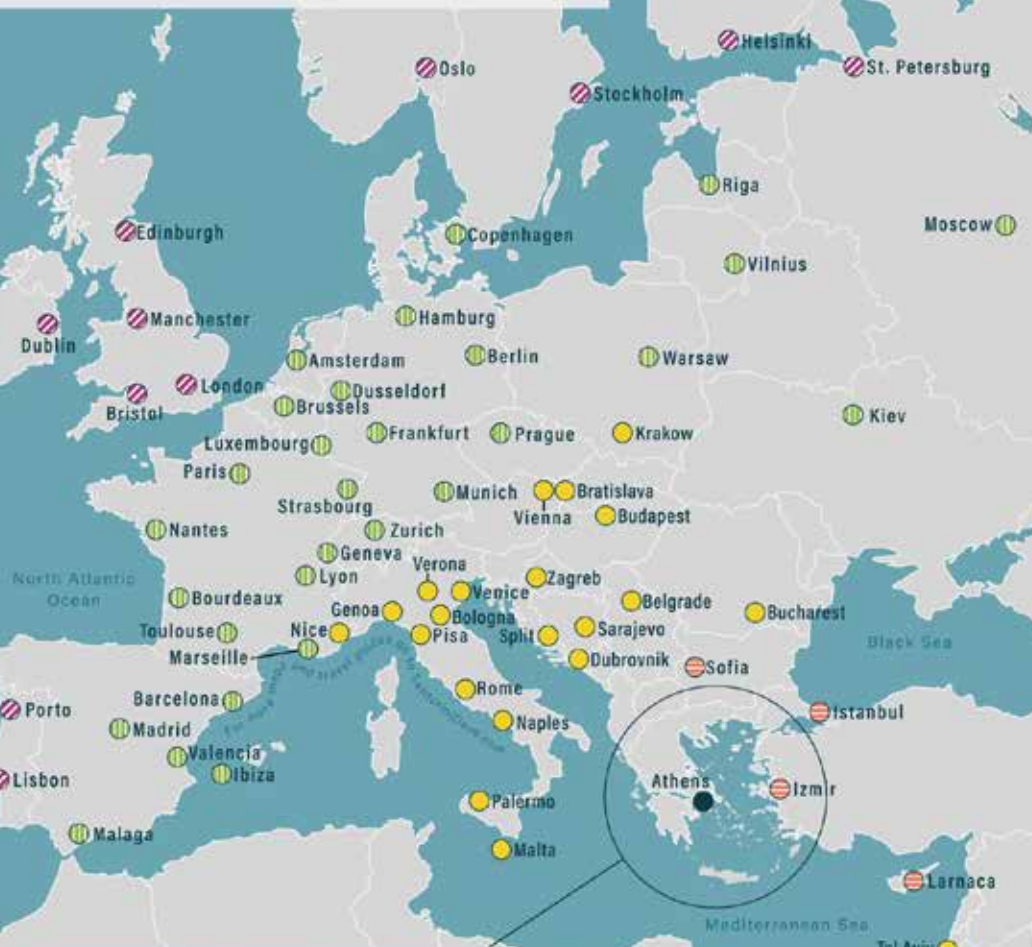 Helsinki
Oslo
St. Petersburg
Stockholm
Riga
Moscow
Edinburgh
Copenhagen
Vilnius
Manchester
Hamburg
Dublin
Amsterdam
Berlin
Warsaw
London
Dusseldorf
Bristol
Brussels
Kiev
Luxembourg
Frankfurt
Prague
Krakow
Paris
Strasbourg
Munich
Bratislava
Vienna
Budapest
Nantes
Zurich
Geneva
Verona
North Atlantic
Ocean
Lyon
Zagreb
Venice
Bourdeaux
Genoa
Belgrade
Bologna
Bucharest
Toulouse
Nice
Pisa
Split
Sarajevo
Black Sea
Marseille
Dubrovnik
Sofia
Rome
Barcelona
Porto
Istanbul
Naples
Madrid
Valencia
Ibiza
Lisbon
Athens
Izmir
Palermo
Malaga
Malta
Larnaca
Mediterranean Sea
Tel Aviv